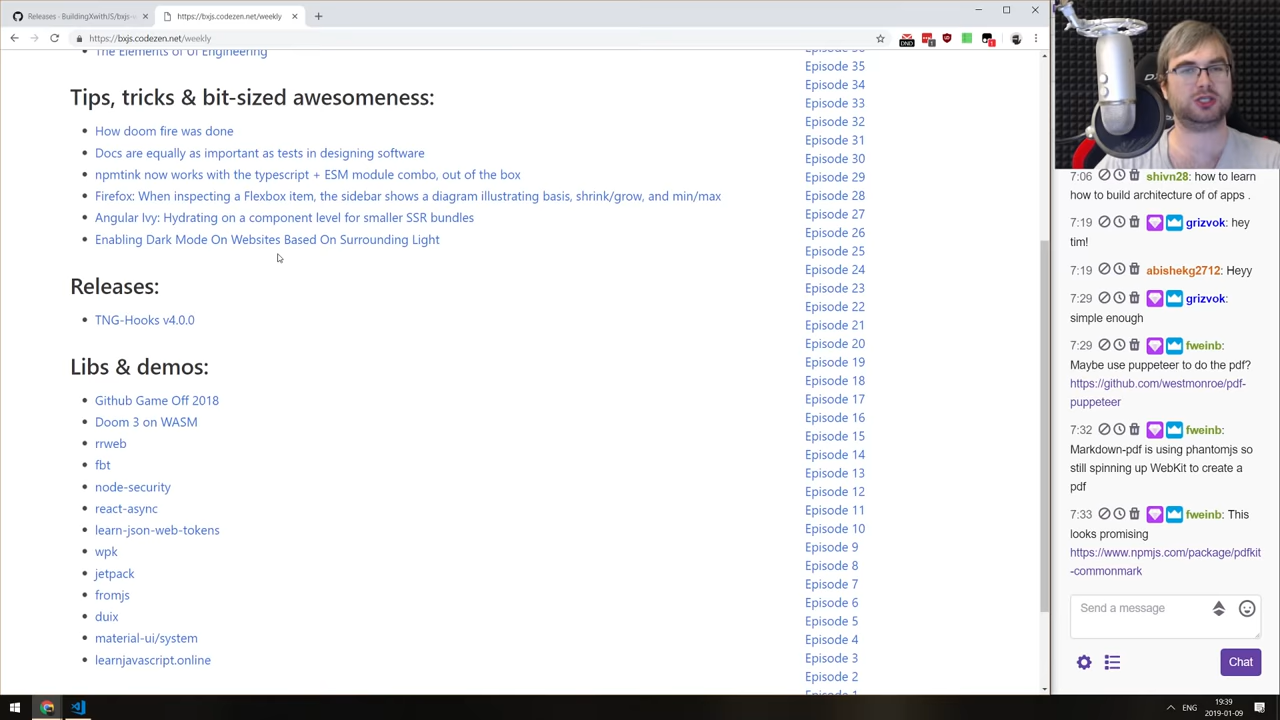 Releases · BuildingXwithJS/bxjs-
https://bxjs.codezen.net/weekly
https://bxjs.codezen.net/weekly
The Elements of UI Engineering
Tips, tricks & bit-sized awesomeness:
How doom fire was done
Docs are equally as important as tests in designing software
npmtink now works with the typescript + ESM module combo, out of the box
Firefox: When inspecting a Flexbox item, the sidebar shows a diagram illustrating basis, shrink/grow, and min/max
Angular Ivy: Hydrating on a component level for smaller SSR bundles
Enabling Dark Mode On Websites Based On Surrounding Light
Releases:
TNG-Hooks v4.0.0
Libs & demos:
Github Game Off 2018
Doom 3 on WASM
rrweb
fbt
node-security
react-async
learn-json-web-tokens
wpk
jetpack
fromjs
duix
material-ui/system
learnjavascript.online
Episode 36
Episode 35
Episode 34
Episode 33
Episode 32
Episode 31
Episode 30
Episode 29
Episode 28
Episode 27
Episode 26
Episode 25
Episode 24
Episode 23
Episode 22
Episode 21
Episode 20
Episode 19
Episode 18
Episode 17
Episode 16
Episode 15
Episode 14
Episode 13
Episode 12
Episode 11
Episode 10
Episode 9
Episode 8
Episode 7
Episode 6
Episode 5
Episode 4
Episode 3
Episode 2
Episode 1
7:06 shivn28: how to learn
how to build architecture of of apps .
7:19 grizvok: hey
tim!
7:19 abishekg2712: Heyy
7:29 grizvok:
simple enough
7:29 fweinb:
Maybe use puppeteer to do the pdf?
https://github.com/westmonroe/pdf-
puppeteer
7:32 fweinb:
Markdown-pdf is using phantomjs so
still spinning up WebKit to create a
pdf
7:33 fweinb: This
looks promising
https://www.npmjs.com/package/pdfkit
-commonmark
Send a message
Chat
ENG
19:39
2019-01-09